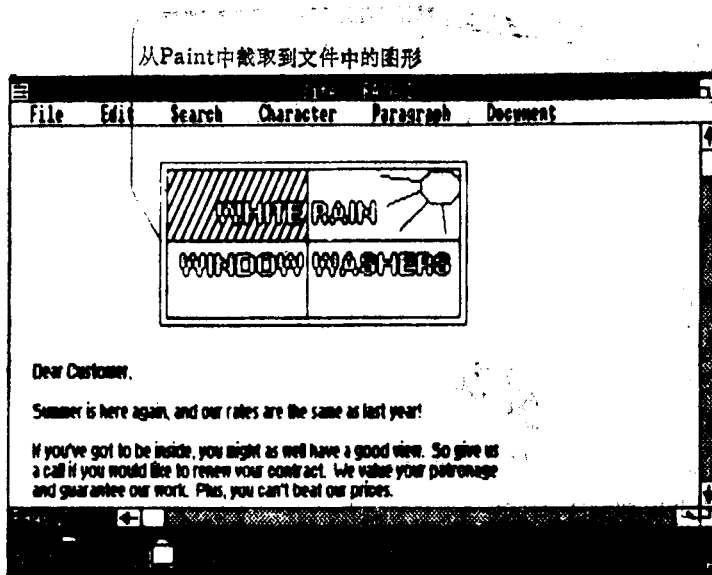 从Paint中截取到文件中的图形
File Edit Search Character Paragraph Document
WHITE RAIN
WINDOW WASHERS
Dear Customer,
Summer is here again, and our rates are the same as last year!
If you've got to be inside, you might as well have a good view. So give us
a call if you would like to renew your contract. We value your patronage
and guarantee our work. Plus, you can't beat our prices.